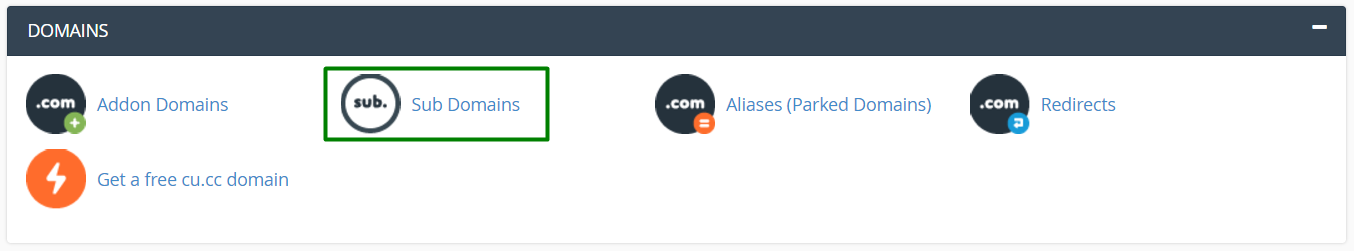 DOMAINS
.com Addon Domains
sub. Sub Domains
.com Aliases (Parked Domains)
.com Redirects
Get a free cu.cc domain